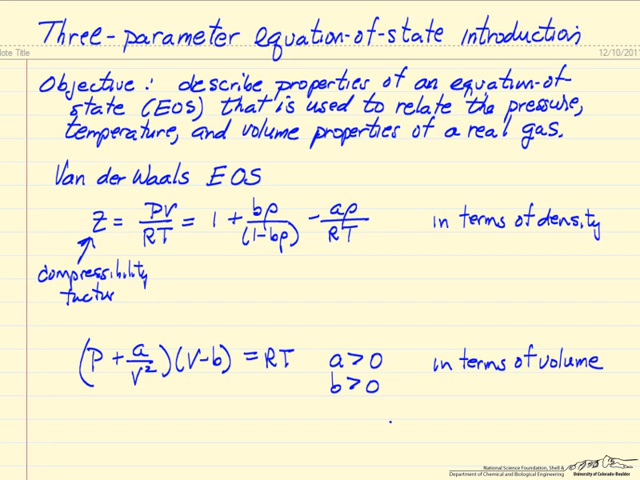 Three-parameter equation-of-state introduction
Note Title
12/10/2011
Objective: describe properties of an equation-of-
state (EOS) that is used to relate the pressure,
temperature, and volume properties of a real gas.
Van der Waals EOS
Z = PV/RT = 1 + bρ/(1-bρ) - aρ/RT in terms of density
compressibility
factor
(P + a/V²)(V-b) = RT a > 0 in terms of volume
b > 0
National Science Foundation, Shell &
Department of Chemical and Biological Engineering
University of Colorado Boulder